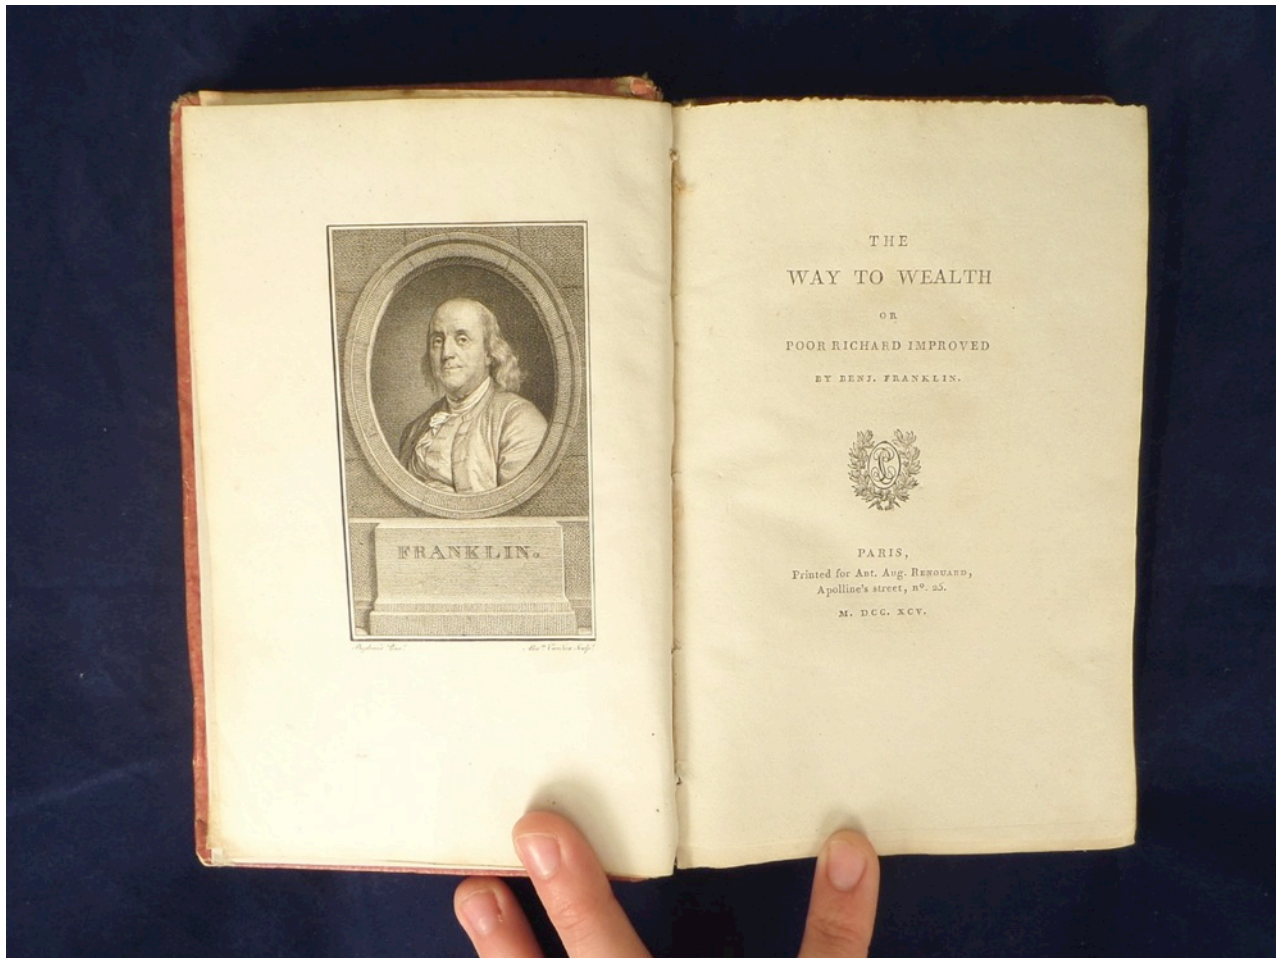 FRANKLIN.
THE
WAY TO WEALTH
OR
POOR RICHARD IMPROVED
BY BENJ. FRANKLIN.
PARIS,
Printed for Ant. Aug. RENOUARD,
Apolline's street, nº. 25.
M. DCC. XCV.